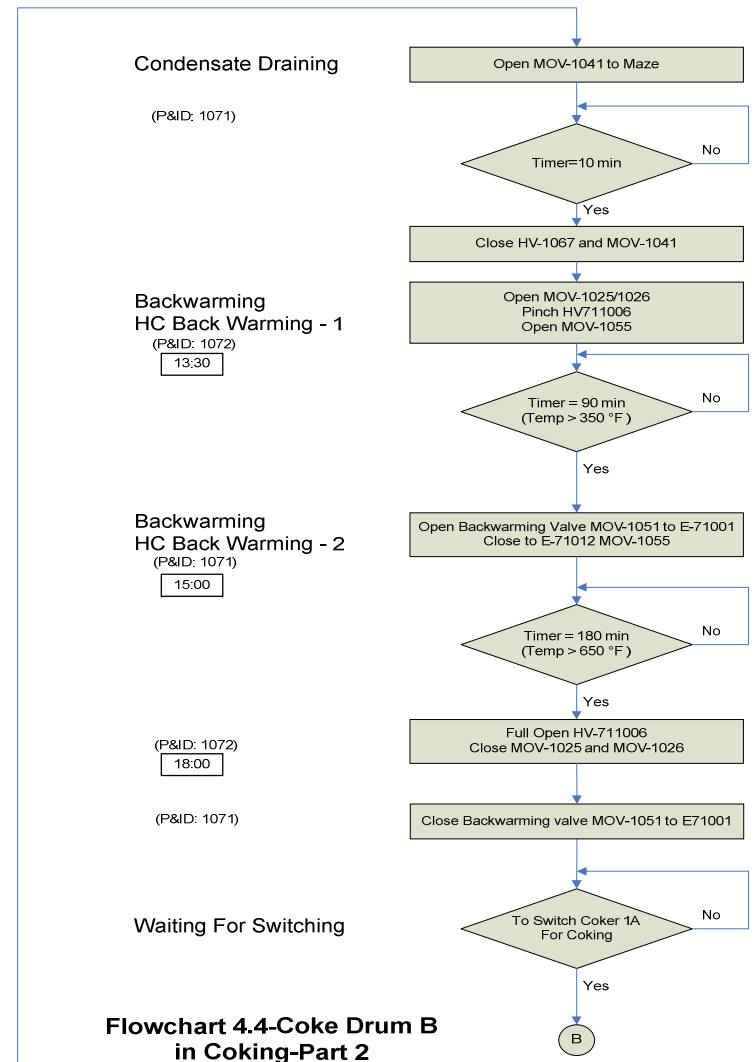 Condensate Draining
Open MOV-1041 to Maze
(P&ID: 1071)
No
Timer=10 min
Yes
Close HV-1067 and MOV-1041
Backwarming
HC Back Warming - 1
(P&ID: 1072)
13:30
Open MOV-1025/1026
Pinch HV711006
Open MOV-1055
No
Timer = 90 min
(Temp > 350 °F )
Yes
Backwarming
HC Back Warming - 2
(P&ID: 1071)
15:00
Open Backwarming Valve MOV-1051 to E-71001
Close to E-71012 MOV-1055
No
Timer = 180 min
(Temp > 650 °F )
Yes
(P&ID: 1072)
18:00
Full Open HV-711006
Close MOV-1025 and MOV-1026
(P&ID: 1071)
Close Backwarming valve MOV-1051 to E71001
Waiting For Switching
To Switch Coker 1A
For Coking
No
Yes
Flowchart 4.4-Coke Drum B
in Coking-Part 2
B